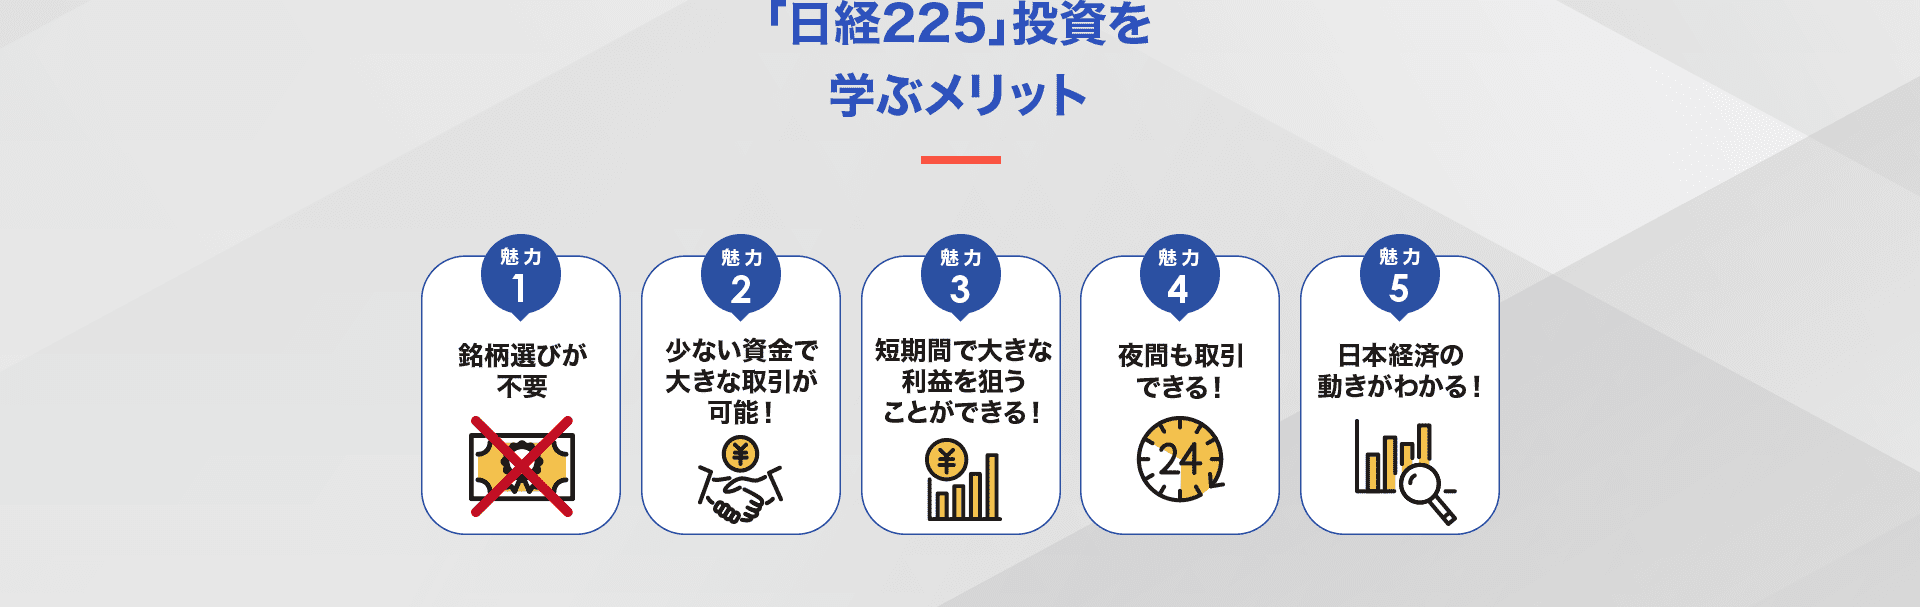 「日経225」投資を
学ぶメリット
魅力
1
銘柄選びが
不要
魅力
2
少ない資金で
大きな取引が
可能！
¥
魅力
3
短期間で大きな
利益を狙う
ことができる！
¥
魅力
4
夜間も取引
できる！
24
魅力
5
日本経済の
動きがわかる！